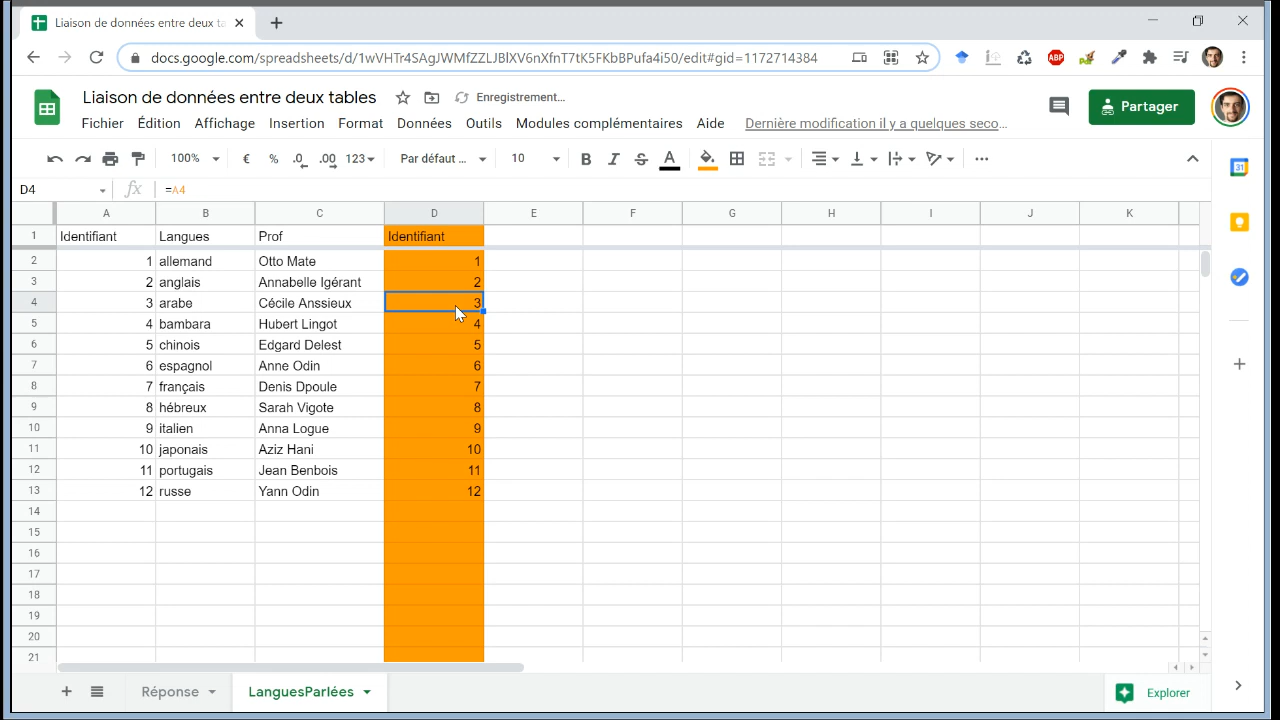 Liaison de données entre deux ta
docs.google.com/spreadsheets/d/1wVHTr4SAgJWMfZZLJBlXV6nXfnT7tK5FKbBPufa4i50/edit#gid=1172714384
ABP
Liaison de données entre deux tables
Enregistrement...
Partager
Fichier Édition Affichage Insertion Format Données Outils Modules complémentaires Aide Dernière modification il y a quelques seco...
100% € % .0 .00 123 Par défaut ... 10 B I S A
D4 fx =A4
31
A B C D E F G H I J K
1 Identifiant Langues Prof Identifiant
2 1 allemand Otto Mate 1
3 2 anglais Annabelle Igérant 2
4 3 arabe Cécile Anssieux 3
5 4 bambara Hubert Lingot 4
6 5 chinois Edgard Delest 5
7 6 espagnol Anne Odin 6
8 7 français Denis Dpoule 7
9 8 hébreux Sarah Vigote 8
10 9 italien Anna Logue 9
11 10 japonais Aziz Hani 10
12 11 portugais Jean Benbois 11
13 12 russe Yann Odin 12
14
15
16
17
18
19
20
21
Réponse LanguesParlées Explorer